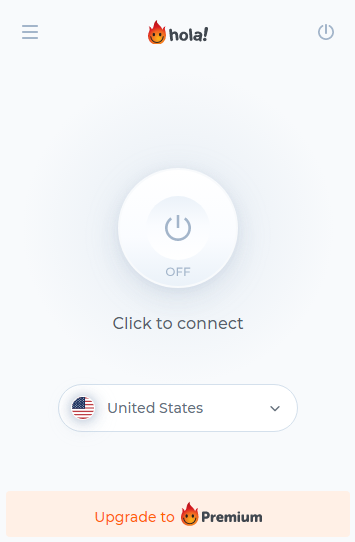 hola!
OFF
Click to connect
United States
Upgrade to Premium